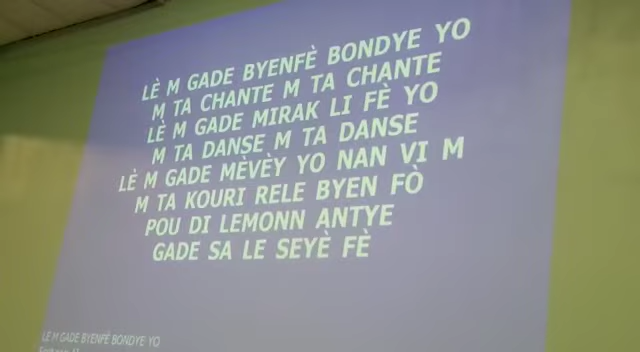 LÈ M GADE BYENFÈ BONDYE YO
M TA CHANTE M TA CHANTE
LÈ M GADE MIRAK LI FÈ YO
M TA DANSE M TA DANSE
LÈ M GADE MÈVÈY YO NAN VI M
M TA KOURI RELE BYEN FÒ
POU DI LEMONN ANTYE
GADE SA LE SEYÈ FÈ
LE M GADE BYENFÈ BONDYE YO